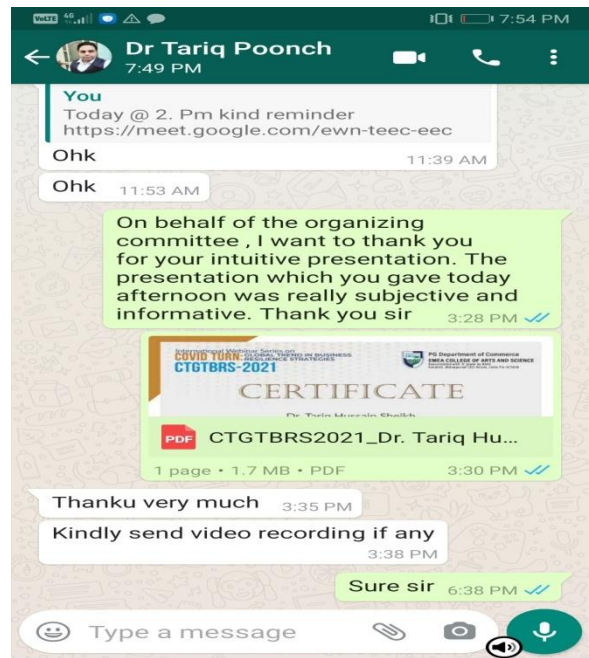 VoLTE 4G 7:54 PM
Dr Tariq Poonch
7:49 PM
You
Today @ 2. Pm kind reminder
https://meet.google.com/ewn-teec-eec
Ohk 11:39 AM
Ohk 11:53 AM
On behalf of the organizing
committee , I want to thank you
for your intuitive presentation. The
presentation which you gave today
afternoon was really subjective and
informative. Thank you sir 3:28 PM
International Webinar Series on
COVID TURN: GLOBAL TREND IN BUSINESS
RESILIENCE STRATEGIES
CTGTBRS-2021
PG Department of Commerce
EMEA COLLEGE OF ARTS AND SCIENCE
CERTIFICATE
Dr. Tariq Hussain Sheikh
PDF CTGTBRS2021_Dr. Tariq Hu...
1 page • 1.7 MB • PDF 3:30 PM
Thanku very much 3:35 PM
Kindly send video recording if any
3:38 PM
Sure sir 6:38 PM
Type a message